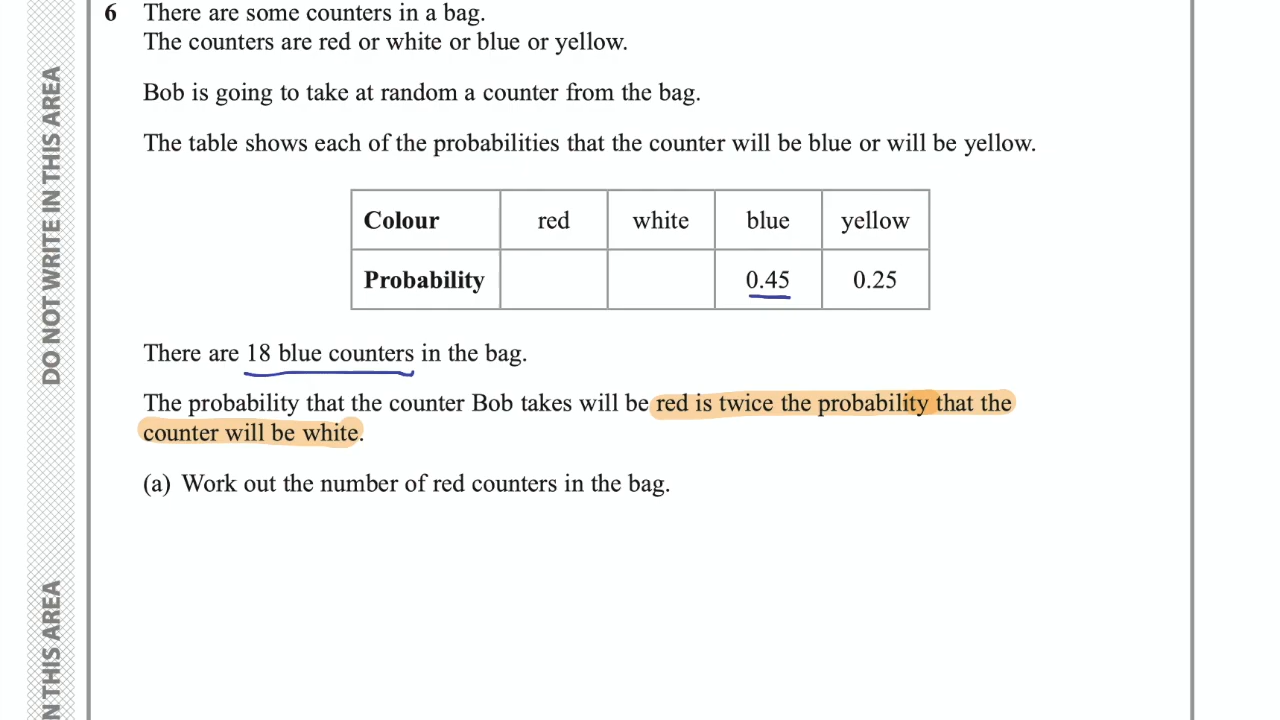 6 There are some counters in a bag.
The counters are red or white or blue or yellow.
Bob is going to take at random a counter from the bag.
The table shows each of the probabilities that the counter will be blue or will be yellow.
Colour red white blue yellow
Probability 0.45 0.25
There are 18 blue counters in the bag.
The probability that the counter Bob takes will be red is twice the probability that the
counter will be white.
(a) Work out the number of red counters in the bag.
DO NOT WRITE IN THIS AREA
N THIS AREA